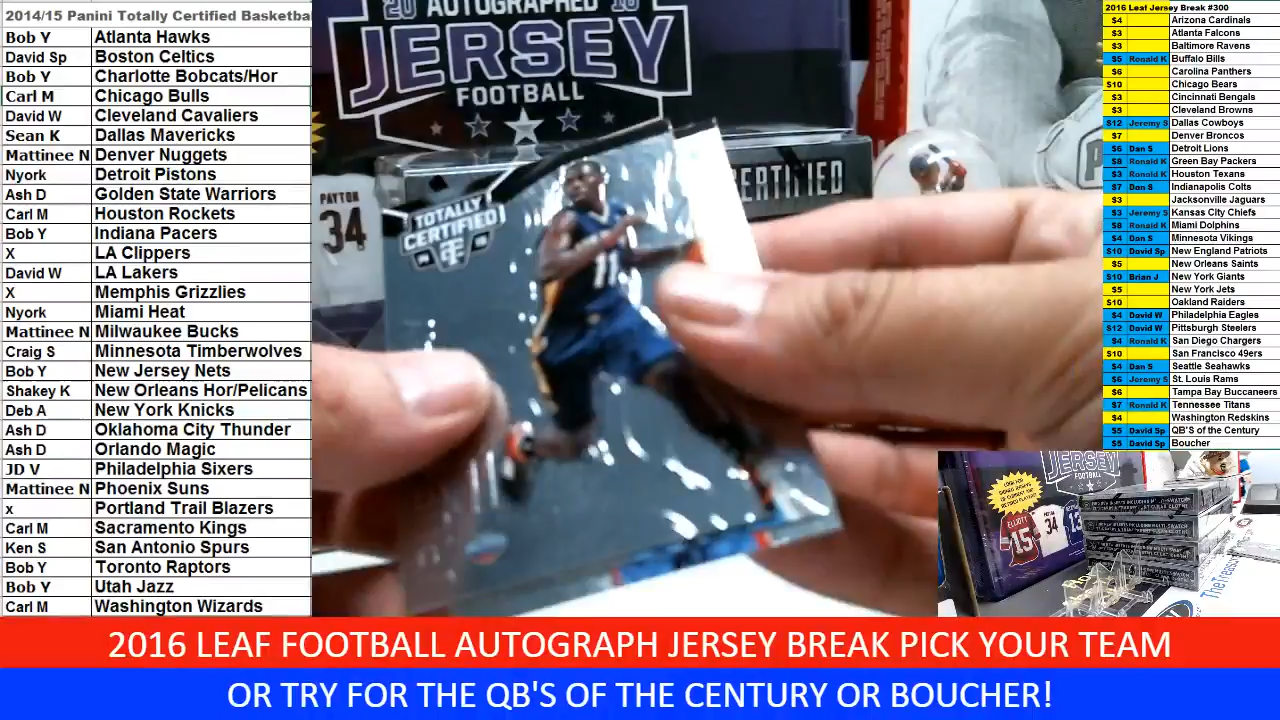 2014/15 Panini Totally Certified Basketba
Bob Y Atlanta Hawks
David Sp Boston Celtics
Bob Y Charlotte Bobcats/Hor
Carl M Chicago Bulls
David W Cleveland Cavaliers
Sean K Dallas Mavericks
Mattinee N Denver Nuggets
Nyork Detroit Pistons
Ash D Golden State Warriors
Carl M Houston Rockets
Bob Y Indiana Pacers
X LA Clippers
David W LA Lakers
X Memphis Grizzlies
Nyork Miami Heat
Mattinee N Milwaukee Bucks
Craig S Minnesota Timberwolves
Bob Y New Jersey Nets
Shakey K New Orleans Hor/Pelicans
Deb A New York Knicks
Ash D Oklahoma City Thunder
Ash D Orlando Magic
JD V Philadelphia Sixers
Mattinee N Phoenix Suns
x Portland Trail Blazers
Carl M Sacramento Kings
Ken S San Antonio Spurs
Bob Y Toronto Raptors
Bob Y Utah Jazz
Carl M Washington Wizards
20 AUTOGRAPHED 16
JERSEY
FOOTBALL
PAYTON
34
ERTIFIED
TOTALLY
CERTIFIED
11
2016 Leaf Jersey Break #300
$4 Arizona Cardinals
$3 Atlanta Falcons
$3 Baltimore Ravens
$5 Ronald K Buffalo Bills
$6 Carolina Panthers
$10 Chicago Bears
$3 Cincinnati Bengals
$3 Cleveland Browns
$12 Jeremy S Dallas Cowboys
$7 Denver Broncos
$6 Dan S Detroit Lions
$8 Ronald K Green Bay Packers
$3 Ronald K Houston Texans
$7 Dan S Indianapolis Colts
$3 Jacksonville Jaguars
$3 Jeremy S Kansas City Chiefs
$8 Ronald K Miami Dolphins
$4 Dan S Minnesota Vikings
$10 David Sp New England Patriots
$5 New Orleans Saints
$10 Brian J New York Giants
$5 New York Jets
$10 Oakland Raiders
$4 David W Philadelphia Eagles
$12 David W Pittsburgh Steelers
$4 Ronald K San Diego Chargers
$10 San Francisco 49ers
$4 Dan S Seattle Seahawks
$6 Jeremy S St. Louis Rams
$6 Tampa Bay Buccaneers
$7 Ronald K Tennessee Titans
$4 Washington Redskins
$5 David Sp QB'S of the Century
$5 David Sp Boucher
JERSEY
FOOTBALL
ELLIOTT
15
34
13
2016 LEAF FOOTBALL AUTOGRAPH JERSEY BREAK PICK YOUR TEAM
OR TRY FOR THE QB'S OF THE CENTURY OR BOUCHER!